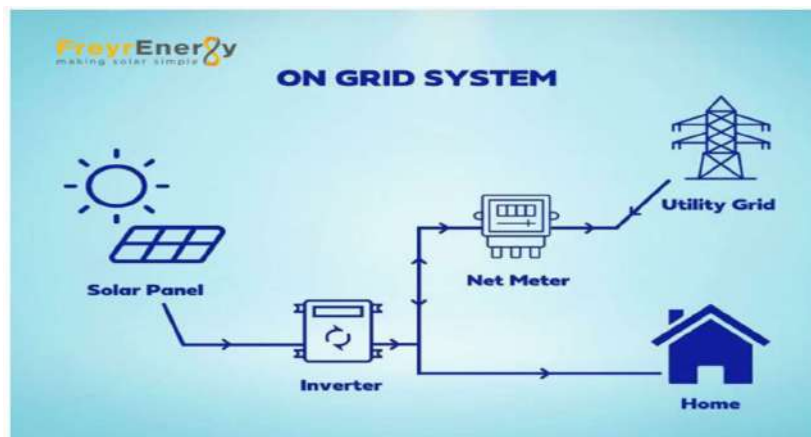 FreyrEnergy
making solar simple
ON GRID SYSTEM
Utility Grid
Solar Panel
Net Meter
Inverter
Home